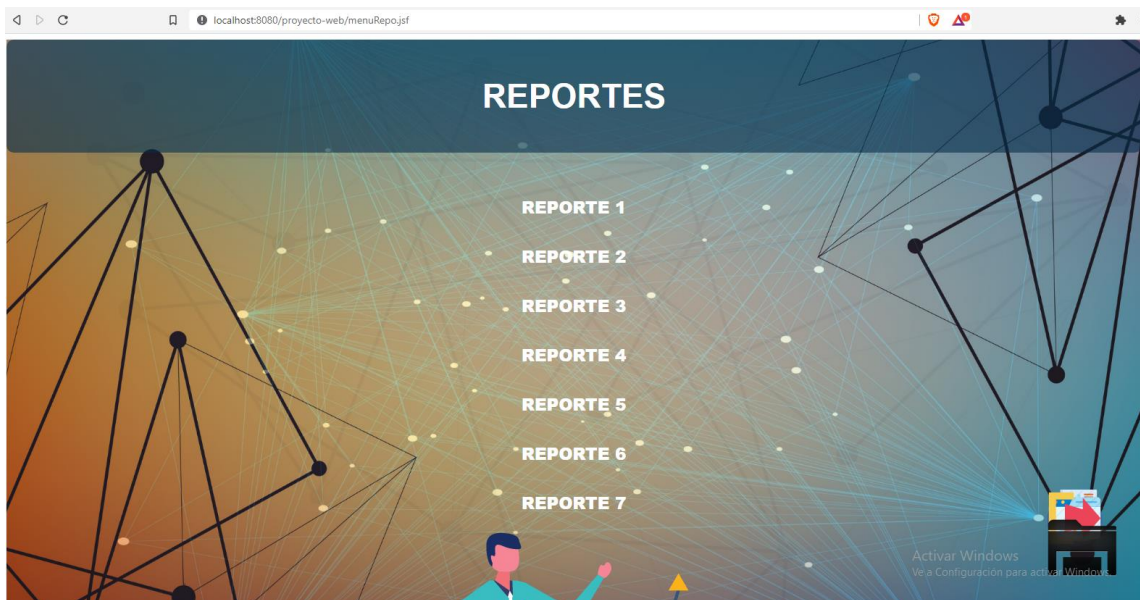 localhost:8080/proyecto-web/menuRepo.jsf
REPORTES
REPORTE 1
REPORTE 2
REPORTE 3
REPORTE 4
REPORTE 5
REPORTE 6
REPORTE 7
Activar Windows
Ve a Configuración para activar Windows.